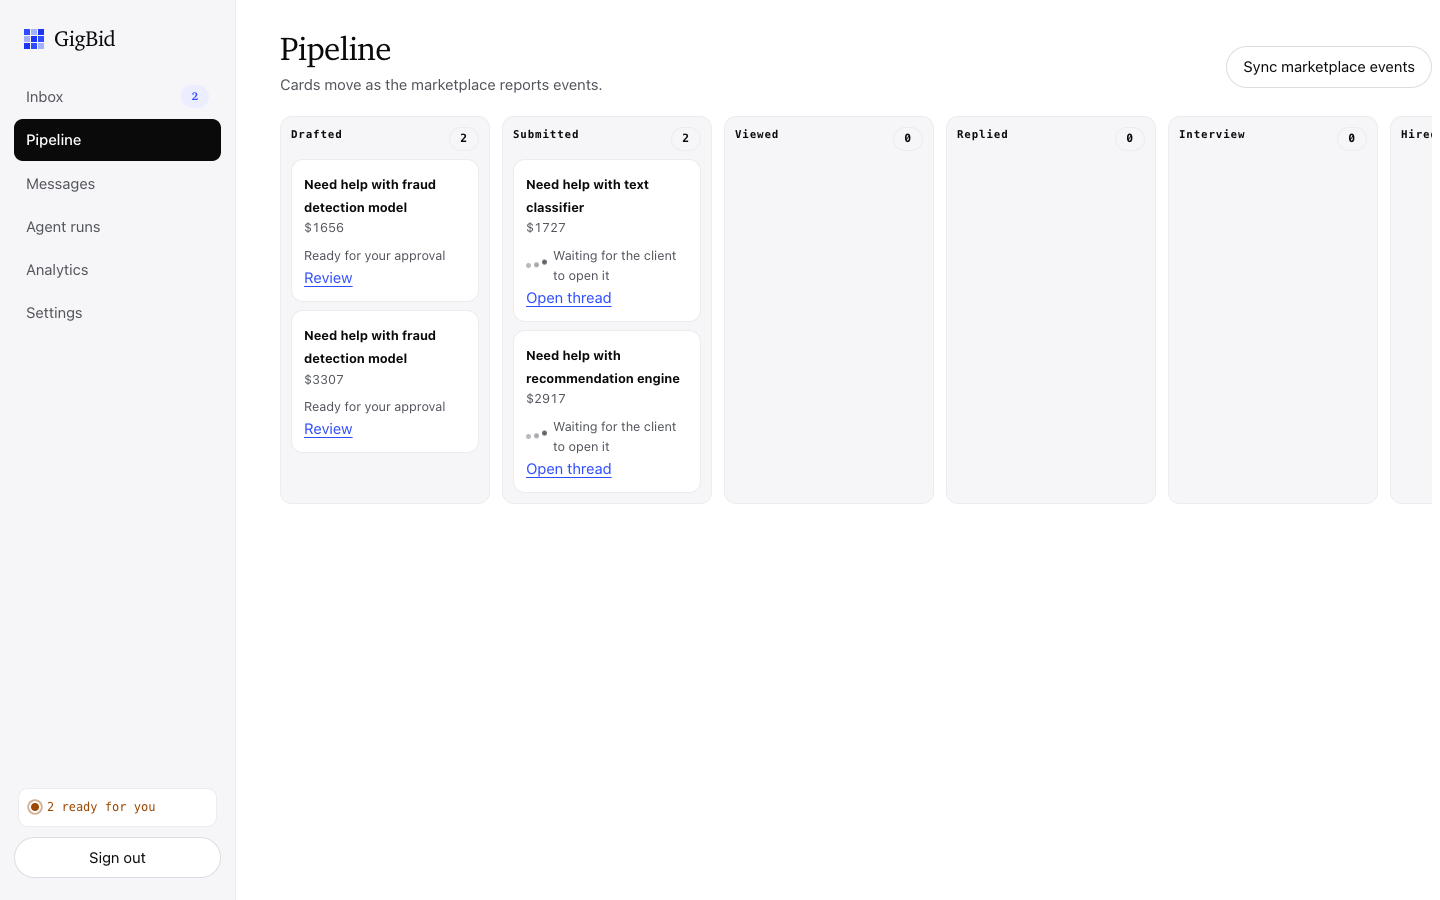 GigBid
Inbox
2
Pipeline
Messages
Agent runs
Analytics
Settings
2 ready for you
Sign out
Pipeline
Cards move as the marketplace reports events.
Sync marketplace events
Drafted
2
Need help with fraud
detection model
$1656
Ready for your approval
Review
Need help with fraud
detection model
$3307
Ready for your approval
Review
Submitted
2
Need help with text
classifier
$1727
Waiting for the client
to open it
Open thread
Need help with
recommendation engine
$2917
Waiting for the client
to open it
Open thread
Viewed
0
Replied
0
Interview
0